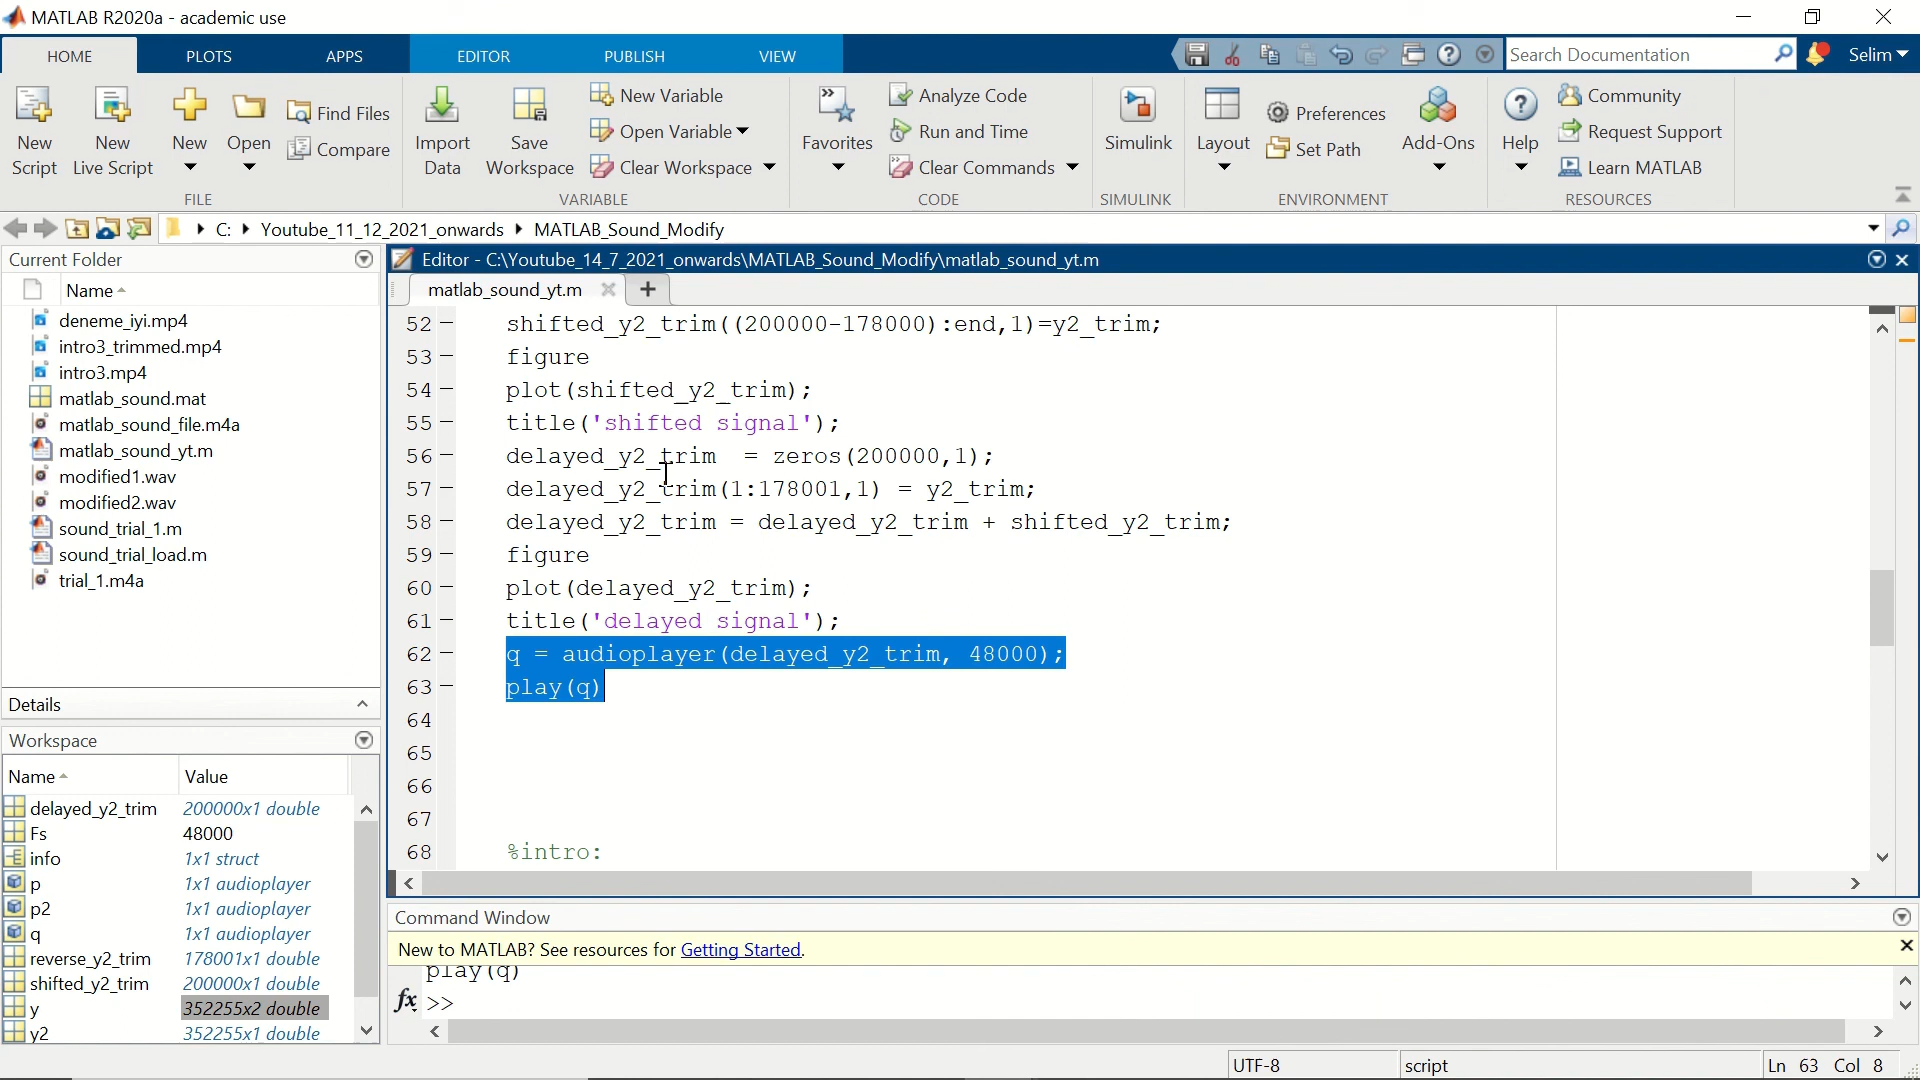 MATLAB R2020a - academic use
HOME PLOTS APPS EDITOR PUBLISH VIEW Search Documentation Selim
New Script
New Live Script
New
Open
Find Files
Compare
FILE
Import Data
Save Workspace
New Variable
Open Variable
Clear Workspace
VARIABLE
Favorites
Analyze Code
Run and Time
Clear Commands
CODE
Simulink
SIMULINK
Layout
Preferences
Set Path
Add-Ons
ENVIRONMENT
Help
Community
Request Support
Learn MATLAB
RESOURCES
C: Youtube_11_12_2021_onwards MATLAB_Sound_Modify
Current Folder
Name
deneme_iyi.mp4
intro3_trimmed.mp4
intro3.mp4
matlab_sound.mat
matlab_sound_file.m4a
matlab_sound_yt.m
modified1.wav
modified2.wav
sound_trial_1.m
sound_trial_load.m
trial_1.m4a
Details
Workspace
Name Value
delayed_y2_trim 200000x1 double
Fs 48000
info 1x1 struct
p 1x1 audioplayer
p2 1x1 audioplayer
q 1x1 audioplayer
reverse_y2_trim 178001x1 double
shifted_y2_trim 200000x1 double
y 352255x2 double
y2 352255x1 double
Editor - C:\Youtube_14_7_2021_onwards\MATLAB_Sound_Modify\matlab_sound_yt.m
matlab_sound_yt.m
52 – shifted_y2_trim((200000-178000):end,1)=y2_trim;
53 – figure
54 – plot(shifted_y2_trim);
55 – title('shifted signal');
56 – delayed_y2_trim = zeros(200000,1);
57 – delayed_y2_trim(1:178001,1) = y2_trim;
58 – delayed_y2_trim = delayed_y2_trim + shifted_y2_trim;
59 – figure
60 – plot(delayed_y2_trim);
61 – title('delayed signal');
62 – q = audioplayer(delayed_y2_trim, 48000);
63 – play(q)
64
65
66
67
68 %intro:
Command Window
New to MATLAB? See resources for Getting Started.
play(q)
fx >>
UTF-8 script Ln 63 Col 8